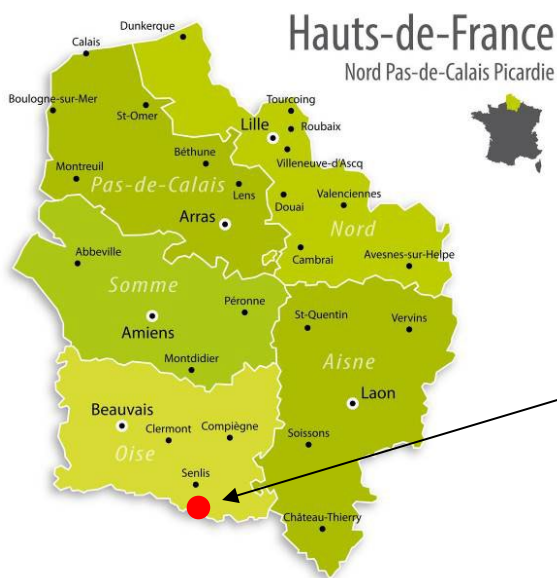 Hauts-de-France
Nord Pas-de-Calais Picardie
Dunkerque
Calais
Boulogne-sur-Mer
St-Omer
Tourcoing
Lille
Roubaix
Villeneuve-d'Ascq
Béthune
Montreuil
Pas-de-Calais
Lens
Douai
Valenciennes
Arras
Nord
Cambrai
Avesnes-sur-Helpe
Abbeville
Somme
Péronne
Amiens
St-Quentin
Vervins
Montdidier
Aisne
Laon
Beauvais
Clermont
Compiègne
Oise
Soissons
Senlis
Château-Thierry